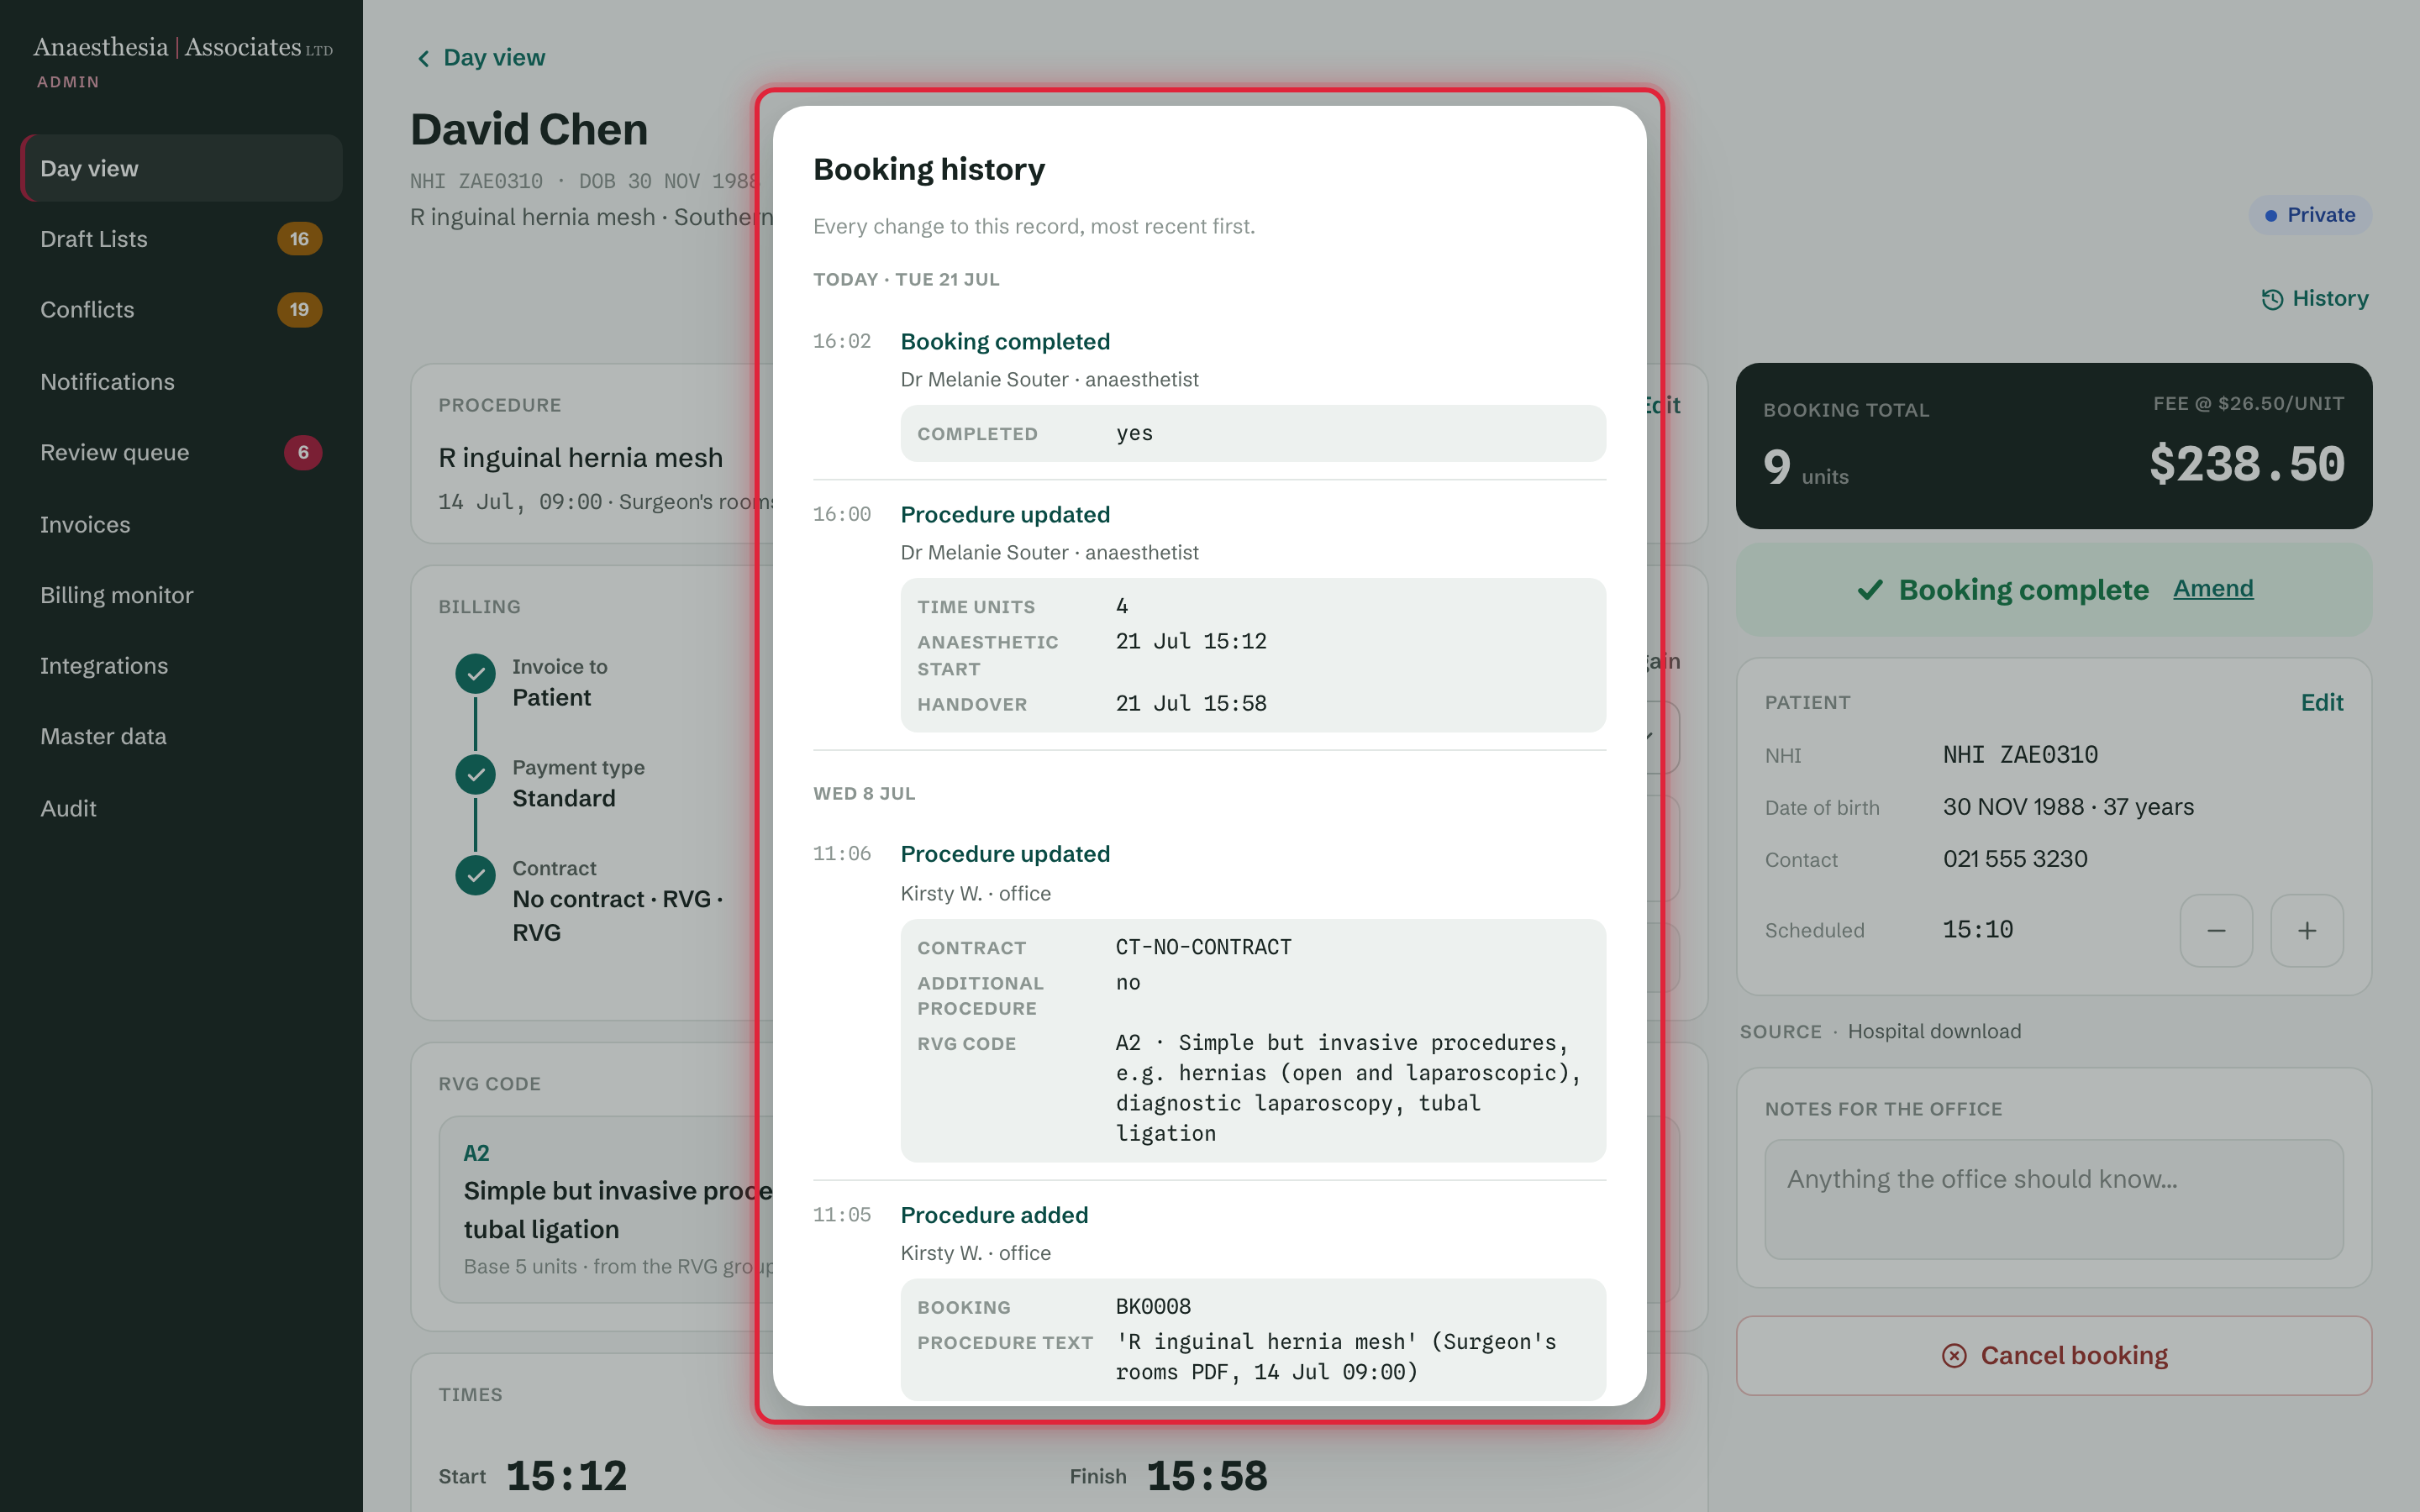 Anaesthesia | Associates LTD
ADMIN
Day view
Draft Lists 16
Conflicts 19
Notifications
Review queue 6
Invoices
Billing monitor
Integrations
Master data
Audit
Day view
David Chen
NHI ZAE0310 · DOB 30 NOV 1988
R inguinal hernia mesh · Southern
Private
History
PROCEDURE
Edit
R inguinal hernia mesh
14 Jul, 09:00 · Surgeon's rooms
BILLING
Invoice to
Patient
Payment type
Standard
Contract
No contract · RVG ·
RVG
RVG CODE
A2
Simple but invasive proce
tubal ligation
Base 5 units · from the RVG group
TIMES
Start 15:12
Finish 15:58
Booking history
Every change to this record, most recent first.
TODAY · TUE 21 JUL
16:02 Booking completed
Dr Melanie Souter · anaesthetist
COMPLETED yes
16:00 Procedure updated
Dr Melanie Souter · anaesthetist
TIME UNITS 4
ANAESTHETIC START 21 Jul 15:12
HANDOVER 21 Jul 15:58
WED 8 JUL
11:06 Procedure updated
Kirsty W. · office
CONTRACT CT-NO-CONTRACT
ADDITIONAL PROCEDURE no
RVG CODE A2 · Simple but invasive procedures,
e.g. hernias (open and laparoscopic),
diagnostic laparoscopy, tubal
ligation
11:05 Procedure added
Kirsty W. · office
BOOKING BK0008
PROCEDURE TEXT 'R inguinal hernia mesh' (Surgeon's
rooms PDF, 14 Jul 09:00)
BOOKING TOTAL
FEE @ $26.50/UNIT
9 units
$238.50
Booking complete Amend
PATIENT
Edit
NHI NHI ZAE0310
Date of birth 30 NOV 1988 · 37 years
Contact 021 555 3230
Scheduled 15:10 − +
SOURCE · Hospital download
NOTES FOR THE OFFICE
Anything the office should know...
Cancel booking